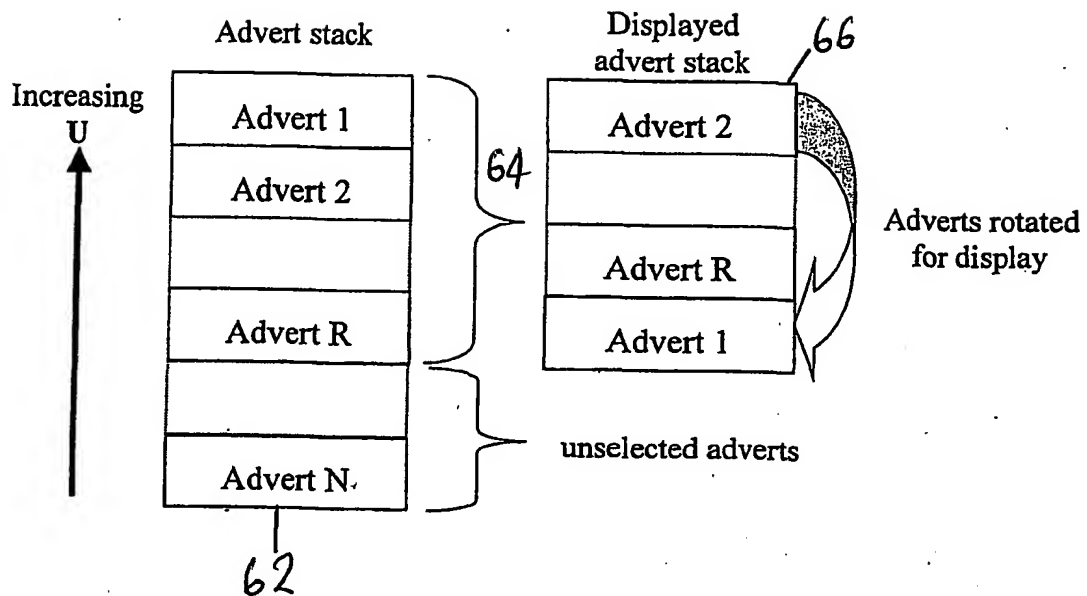 Advert stack
Increasing
U
Advert 1
Advert 2
Advert R
Advert N
62
64
unselected adverts
Displayed
advert stack
66
Advert 2
Advert R
Advert 1
Adverts rotated
for display